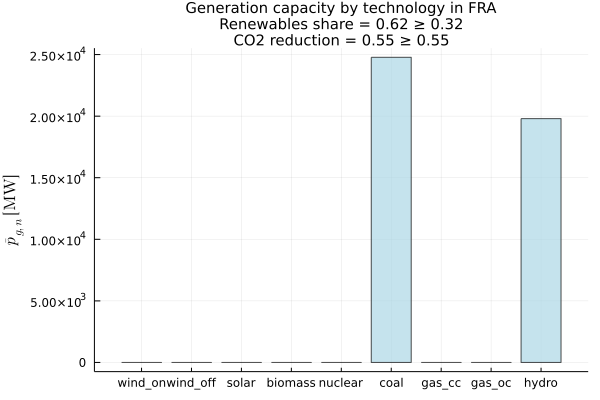 Generation capacity by technology in FRA
Renewables share = 0.62 ≥ 0.32
CO2 reduction = 0.55 ≥ 0.55
p̄_{g,n} [MW]
2.50×10⁴
2.00×10⁴
1.50×10⁴
1.00×10⁴
5.00×10³
0
wind_on wind_off solar biomass nuclear coal gas_cc gas_oc hydro